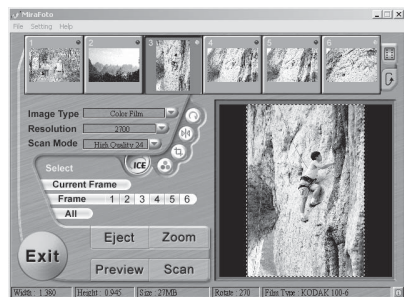 MiraFoto
File Setting Help
1 2 3 4 5 6
Image Type Color Film
Resolution 2700
Scan Mode High Quality 24
Select ICE
Current Frame
Frame 1 2 3 4 5 6
All
Eject Zoom
Exit
Preview Scan
Width : 1.380 Height : 0.945 Size : 27MB Rotate : 270 Film Type : KODAK 100-6